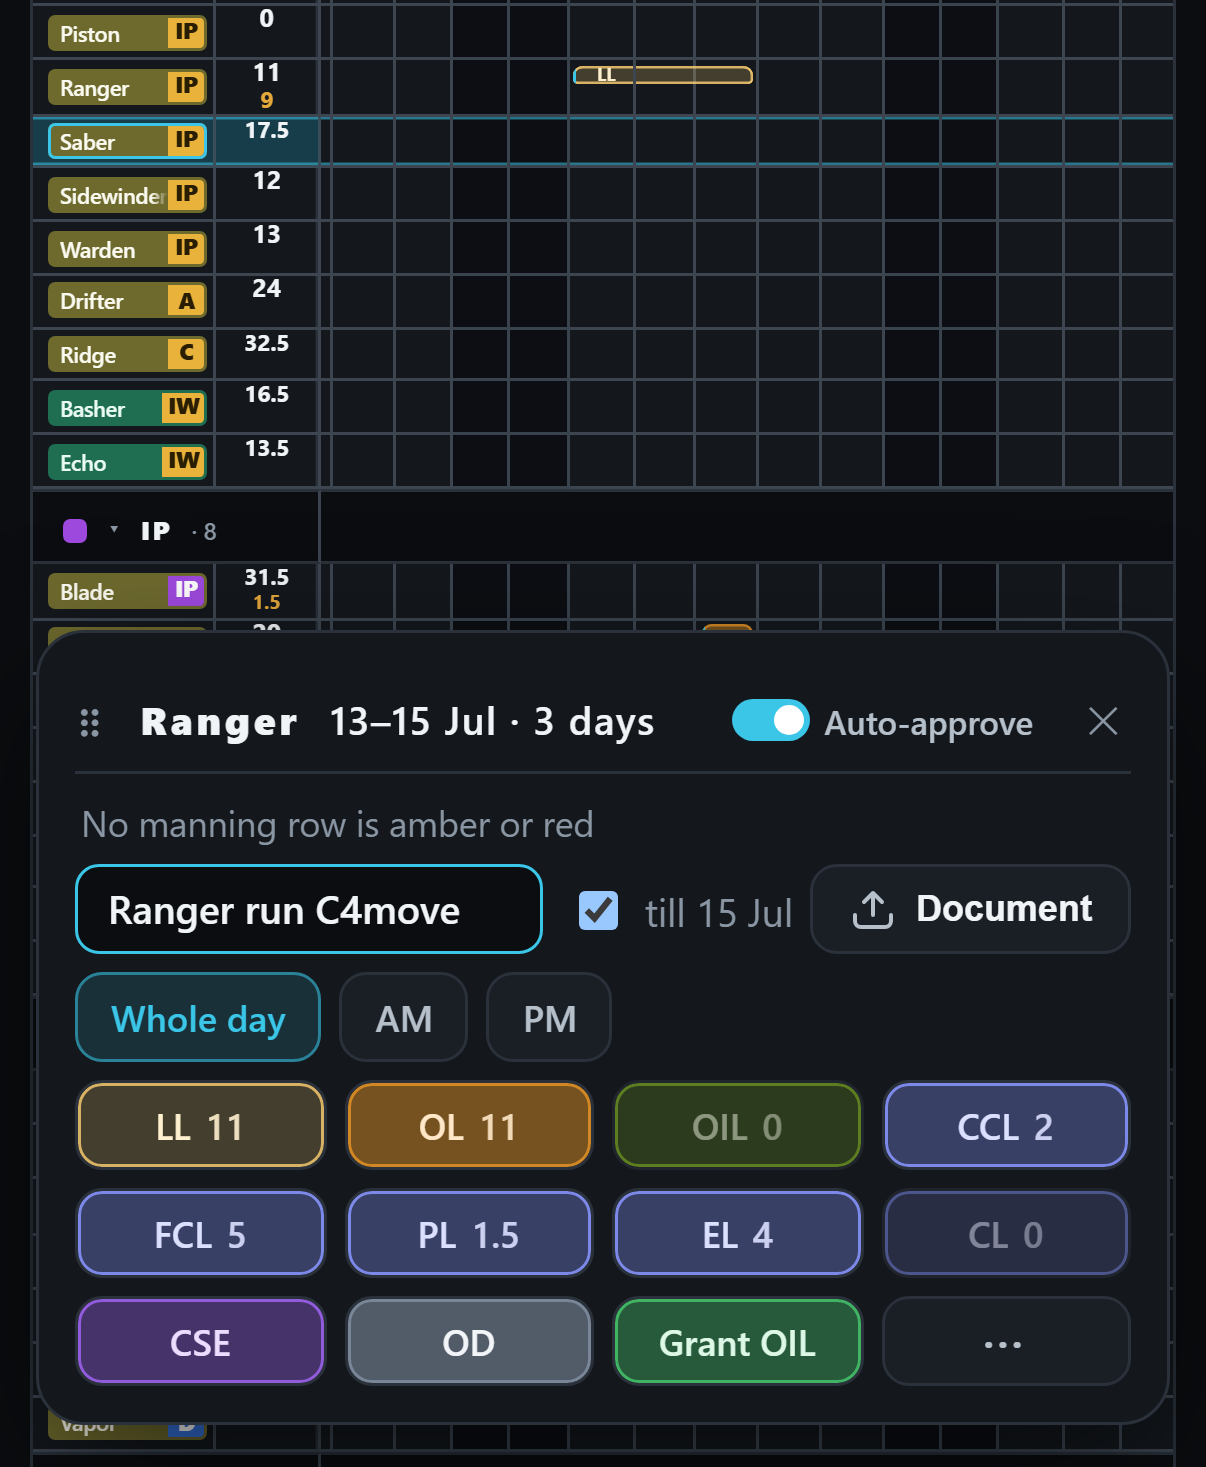 Piston IP 0
Ranger IP 11 LL
9
Saber IP 17.5
Sidewinder IP 12
Warden IP 13
Drifter A 24
Ridge C 32.5
Basher IW 16.5
Echo IW 13.5
IP · 8
Blade IP 31.5
1.5
Ranger 13–15 Jul · 3 days Auto-approve
No manning row is amber or red
Ranger run C4move till 15 Jul Document
Whole day AM PM
LL 11 OL 11 OIL 0 CCL 2
FCL 5 PL 1.5 EL 4 CL 0
CSE OD Grant OIL ...
Vapor